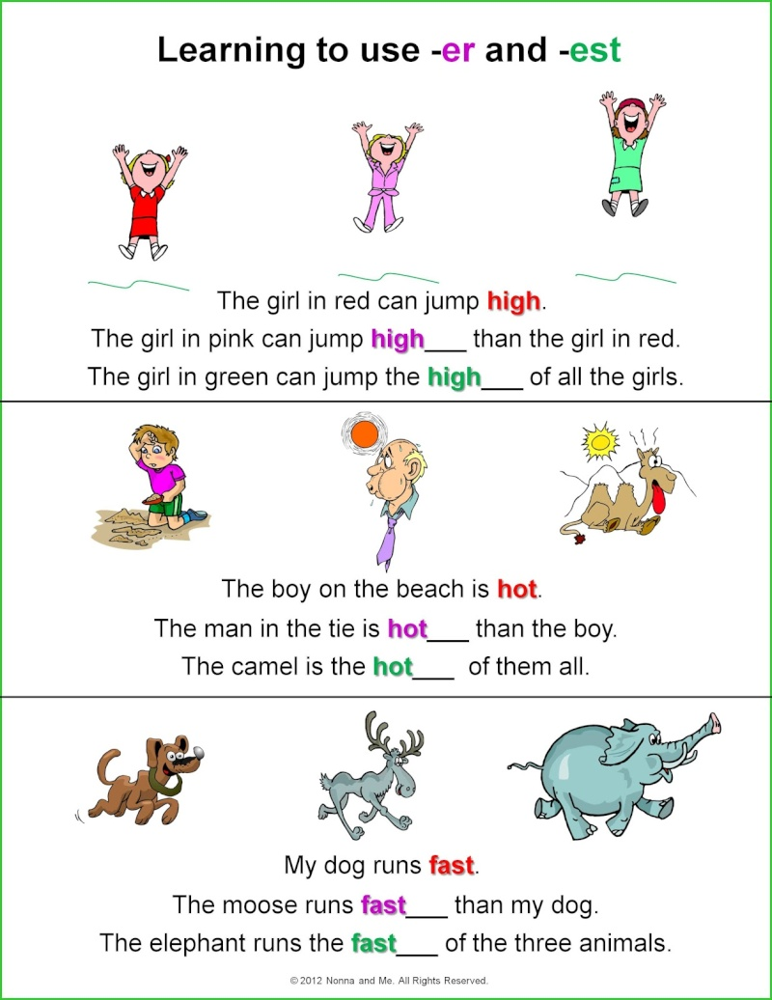 Learning to use -er and -est
The girl in red can jump high.
The girl in pink can jump high___ than the girl in red.
The girl in green can jump the high___ of all the girls.
The boy on the beach is hot.
The man in the tie is hot___ than the boy.
The camel is the hot___ of them all.
My dog runs fast.
The moose runs fast___ than my dog.
The elephant runs the fast___ of the three animals.
© 2012 Nonna and Me. All Rights Reserved.